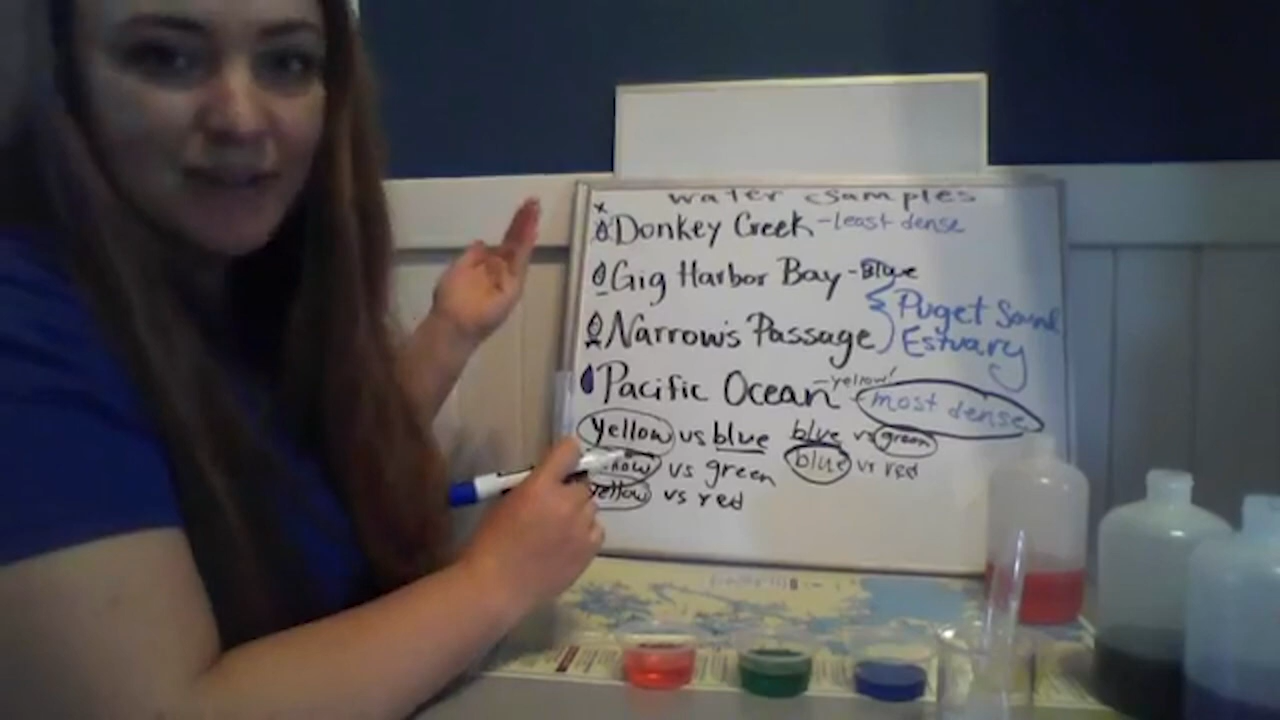 water samples
x
Donkey Creek - least dense
Gig Harbor Bay - Blue
Narrows Passage } Puget Sound Estuary
Pacific Ocean - yellow!
- most dense
yellow vs blue blue vs green
vs green blue vs red
yellow vs red